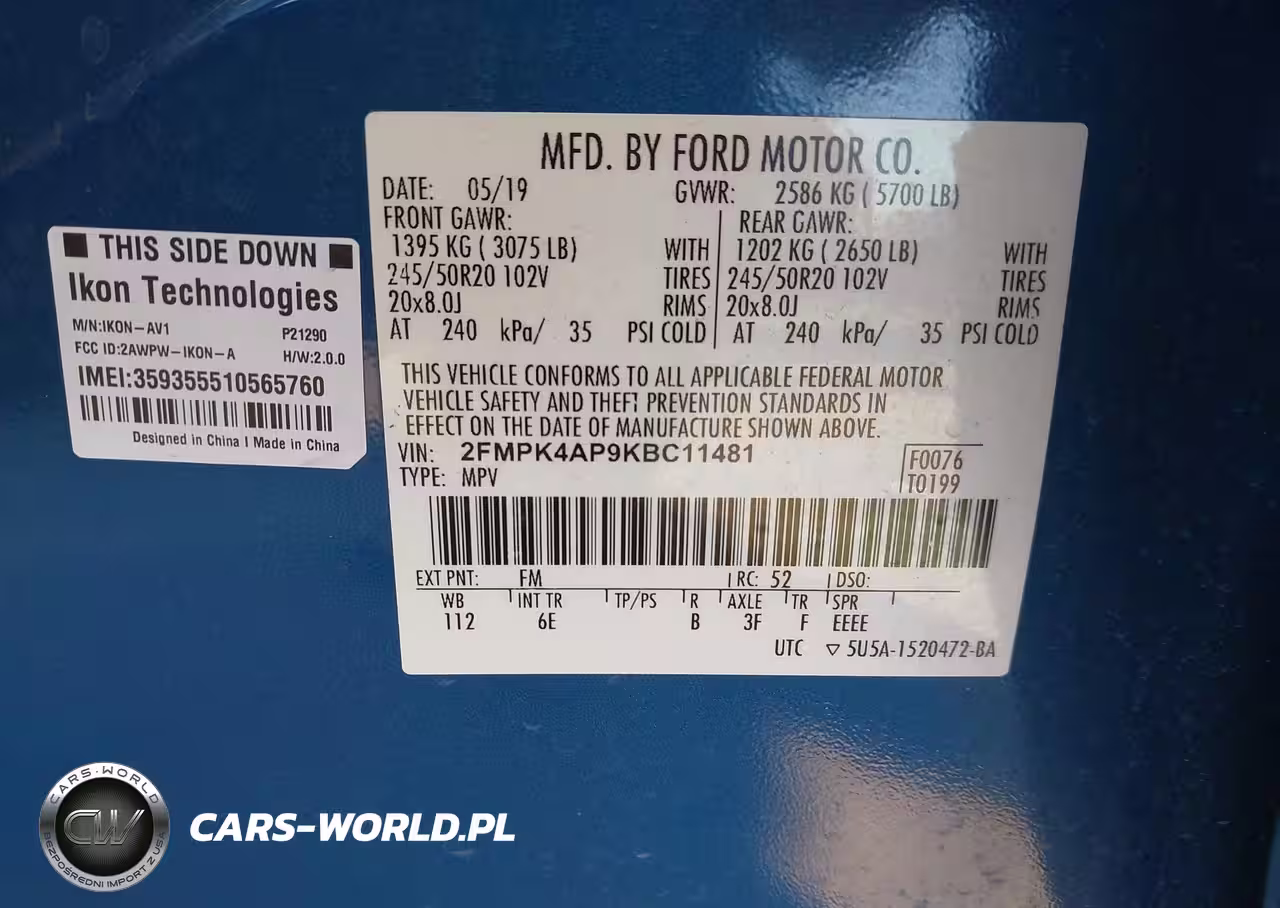 MFD. BY FORD MOTOR CO.
DATE: 05/19 GVWR: 2586 KG ( 5700 LB)
FRONT GAWR: REAR GAWR:
1395 KG ( 3075 LB) WITH 1202 KG ( 2650 LB) WITH
245/50R20 102V TIRES 245/50R20 102V TIRES
20x8.0J RIMS 20x8.0J RIMS
AT 240 kPa/ 35 PSI COLD AT 240 kPa/ 35 PSI COLD
THIS VEHICLE CONFORMS TO ALL APPLICABLE FEDERAL MOTOR
VEHICLE SAFETY AND THEFT PREVENTION STANDARDS IN
EFFECT ON THE DATE OF MANUFACTURE SHOWN ABOVE.
VIN: 2FMPK4AP9KBC11481
TYPE: MPV
F0076
T0199
EXT PNT: FM RC: 52 DSO:
WB INT TR TP/PS R AXLE TR SPR
112 6E B 3F F EEEE
UTC ▽ 5U5A-1520472-BA
■ THIS SIDE DOWN ■
Ikon Technologies
M/N:IKON-AV1 P21290
FCC ID:2AWPW-IKON-A H/W:2.0.0
IMEI:359355510565760
Designed in China I Made in China
CARS-WORLD
CW
BEZPOŚREDNI IMPORT Z USA
CARS-WORLD.PL